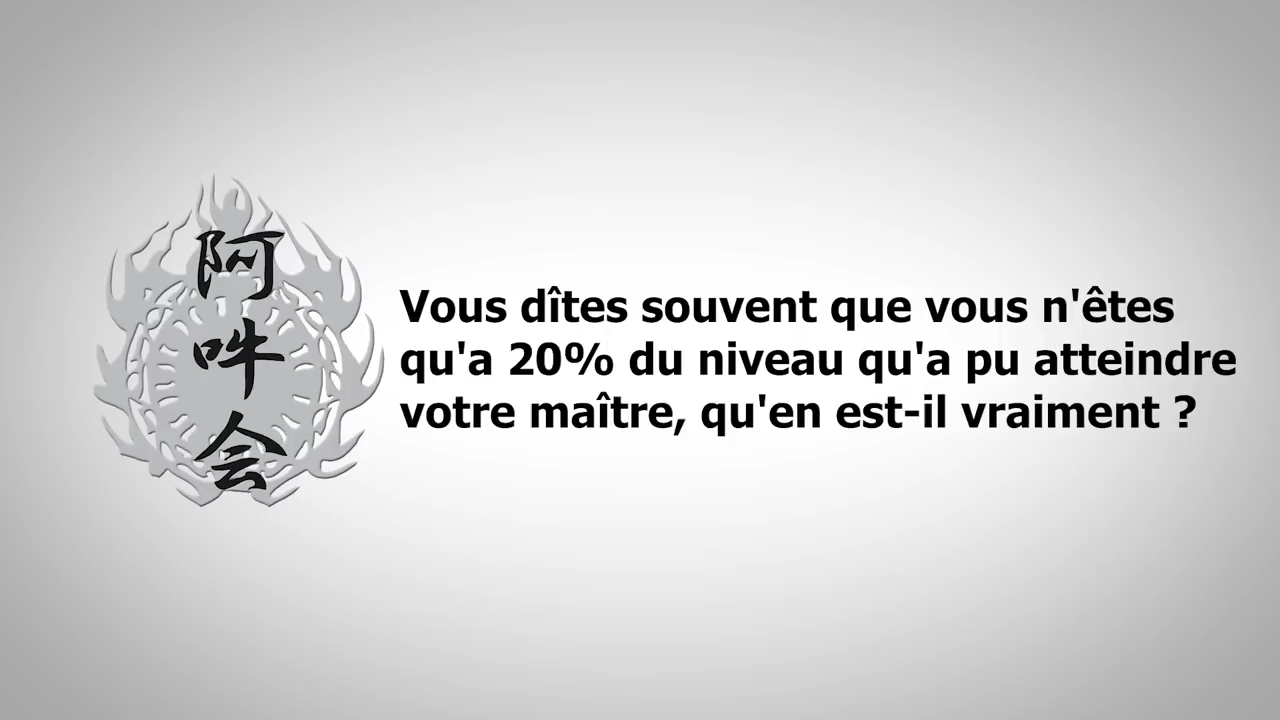 阿吽会
Vous dîtes souvent que vous n'êtes
qu'a 20% du niveau qu'a pu atteindre
votre maître, qu'en est-il vraiment ?